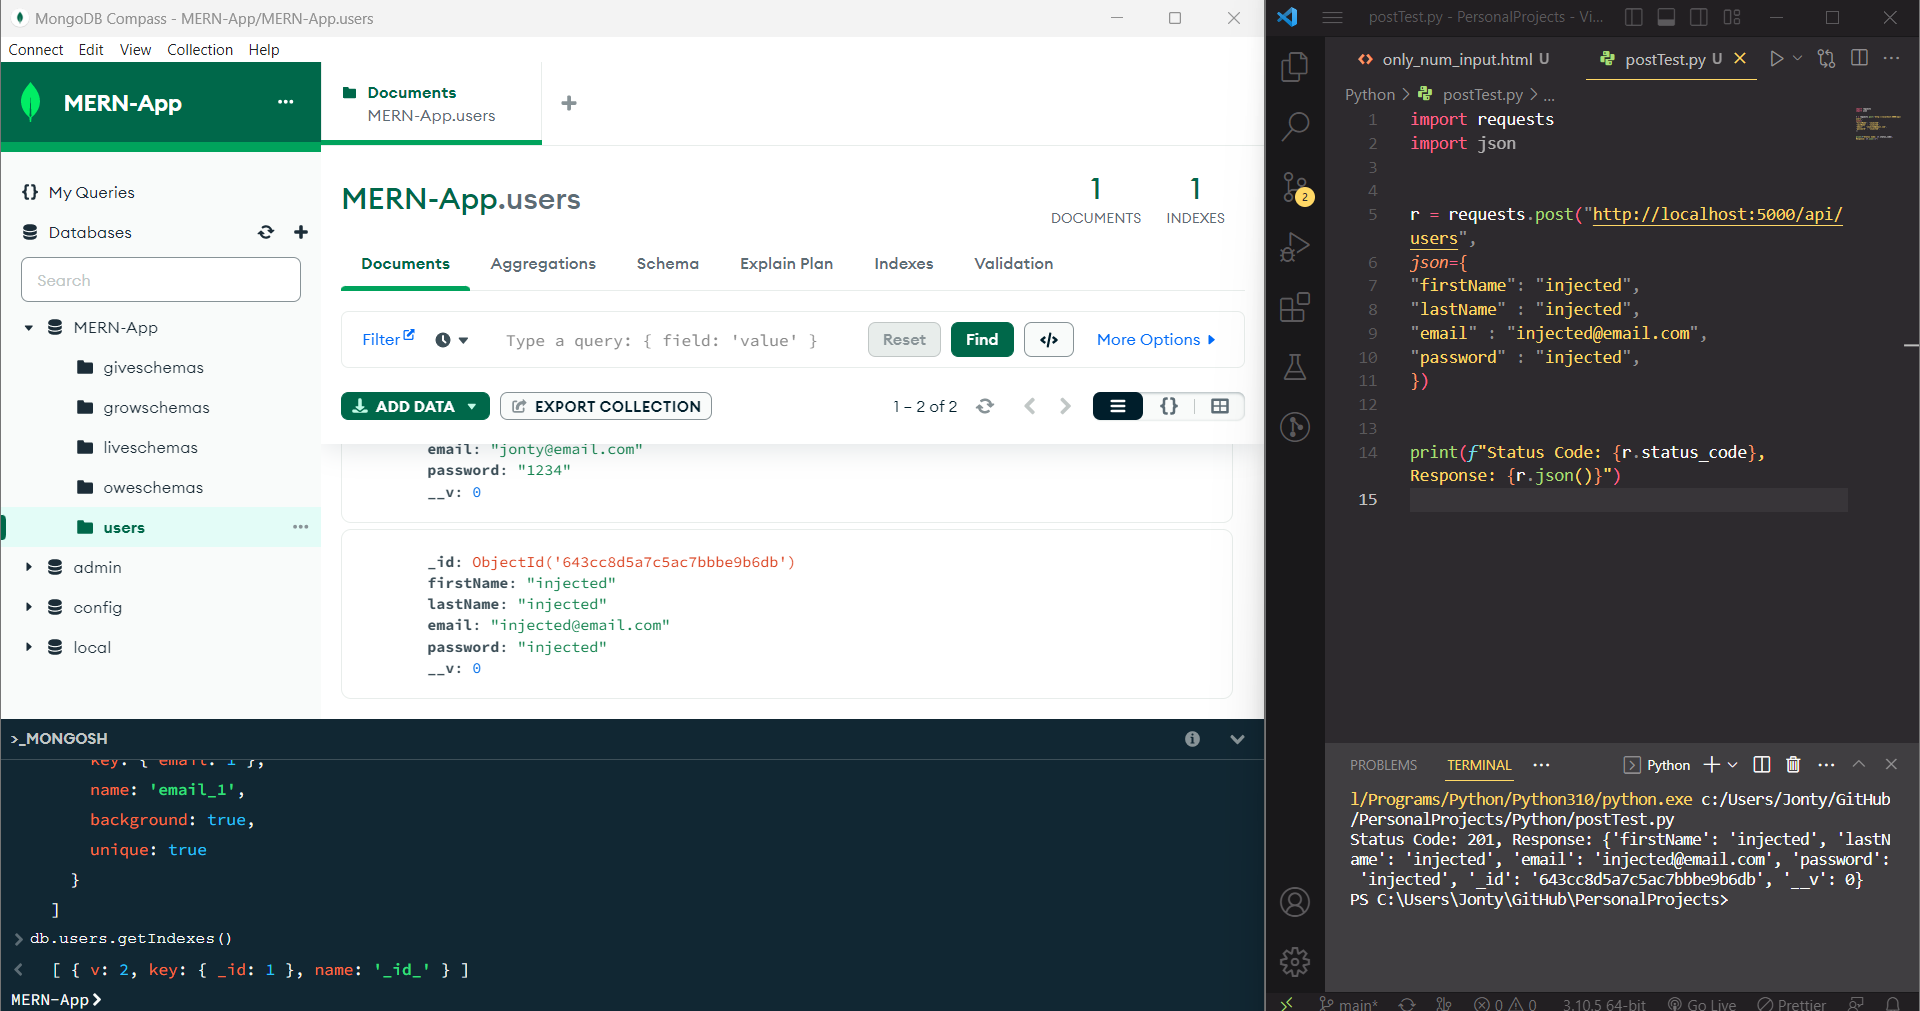 MongoDB Compass - MERN-App/MERN-App.users
Connect Edit View Collection Help
MERN-App
Documents
MERN-App.users
My Queries
Databases
Search
MERN-App
giveschemas
growschemas
liveschemas
oweschemas
users
admin
config
local
MERN-App.users
1
DOCUMENTS
1
INDEXES
Documents Aggregations Schema Explain Plan Indexes Validation
Filter Type a query: { field: 'value' } Reset Find </> More Options
ADD DATA EXPORT COLLECTION 1 – 2 of 2 {}
email: "jonty@email.com"
password: "1234"
__v: 0
_id: ObjectId('643cc8d5a7c5ac7bbbe9b6db')
firstName: "injected"
lastName: "injected"
email: "injected@email.com"
password: "injected"
__v: 0
>_MONGOSH
key: { email: 1 },
name: 'email_1',
background: true,
unique: true
}
]
> db.users.getIndexes()
< [ { v: 2, key: { _id: 1 }, name: '_id_' } ]
MERN-App>
postTest.py - PersonalProjects - Vi...
only_num_input.html U postTest.py U
Python > postTest.py > ...
2
1 import requests
2 import json
3
4
5 r = requests.post("http://localhost:5000/api/
users",
6 json={
7 "firstName": "injected",
8 "lastName" : "injected",
9 "email" : "injected@email.com",
10 "password" : "injected",
11 })
12
13
14 print(f"Status Code: {r.status_code},
Response: {r.json()}")
15
PROBLEMS TERMINAL ... Python
l/Programs/Python/Python310/python.exe c:/Users/Jonty/GitHub
/PersonalProjects/Python/postTest.py
Status Code: 201, Response: {'firstName': 'injected', 'lastN
ame': 'injected', 'email': 'injected@email.com', 'password':
'injected', '_id': '643cc8d5a7c5ac7bbbe9b6db', '__v': 0}
PS C:\Users\Jonty\GitHub\PersonalProjects>
main* 0 0 3.10.5 64-bit Go Live Prettier